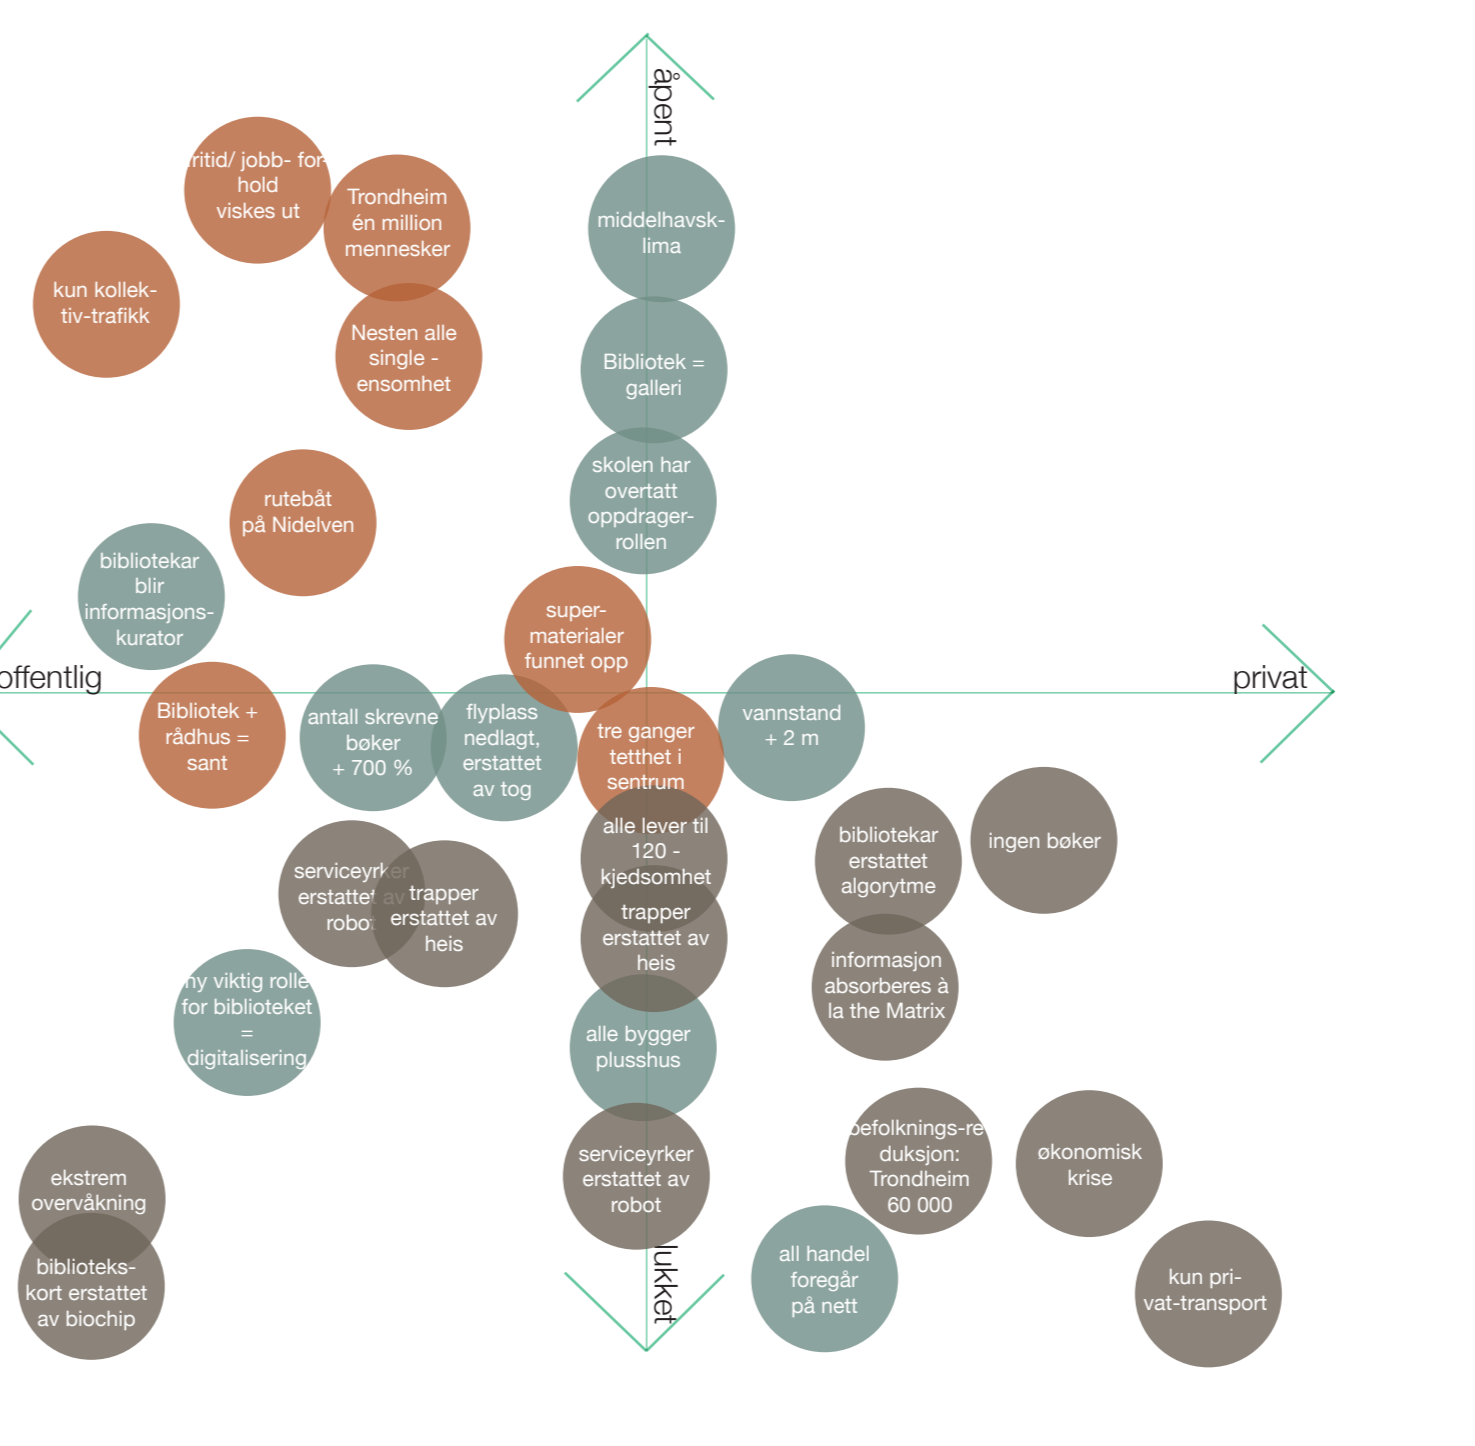 åpent
ritid/ jobb- for-
hold
viskes ut
Trondheim
én million
mennesker
middelhavsk-
lima
kun kollek-
tiv-trafikk
Nesten alle
single -
ensomhet
Bibliotek =
galleri
skolen har
overtatt
oppdrager-
rollen
rutebåt
på Nidelven
bibliotekar
blir
informasjons-
kurator
super-
materialer
funnet opp
offentlig
privat
Bibliotek +
rådhus =
sant
antall skrevne
bøker
+ 700 %
flyplass
nedlagt,
erstattet
av tog
tre ganger
tetthet i
sentrum
vannstand
+ 2 m
alle lever til
120 -
kjedsomhet
bibliotekar
erstattet
algorytme
ingen bøker
serviceyrker
erstattet av
robot
trapper
erstattet av
heis
trapper
erstattet av
heis
informasjon
absorberes à
la the Matrix
ny viktig rolle
for biblioteket
=
digitalisering
alle bygger
plusshus
ekstrem
overvåkning
serviceyrker
erstattet av
robot
befolknings-re
duksjon:
Trondheim
60 000
økonomisk
krise
biblioteks-
kort erstattet
av biochip
lukket
all handel
foregår
på nett
kun pri-
vat-transport